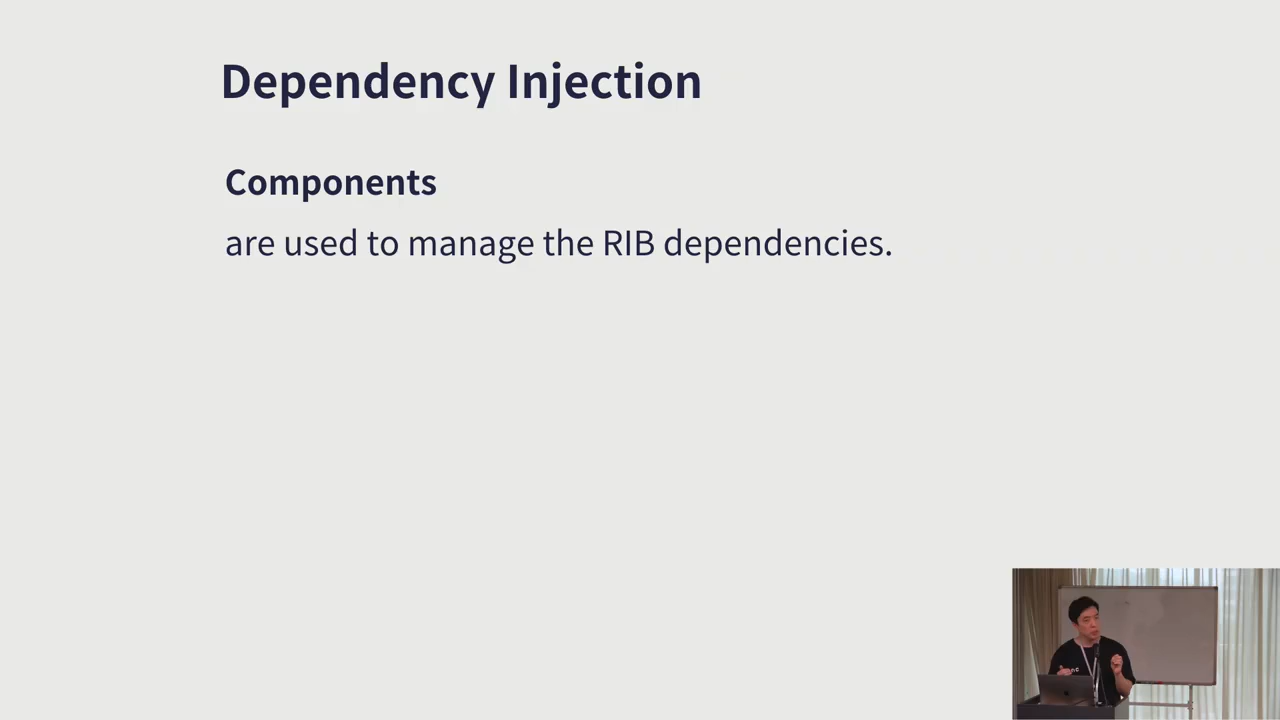 Dependency Injection
Components
are used to manage the RIB dependencies.